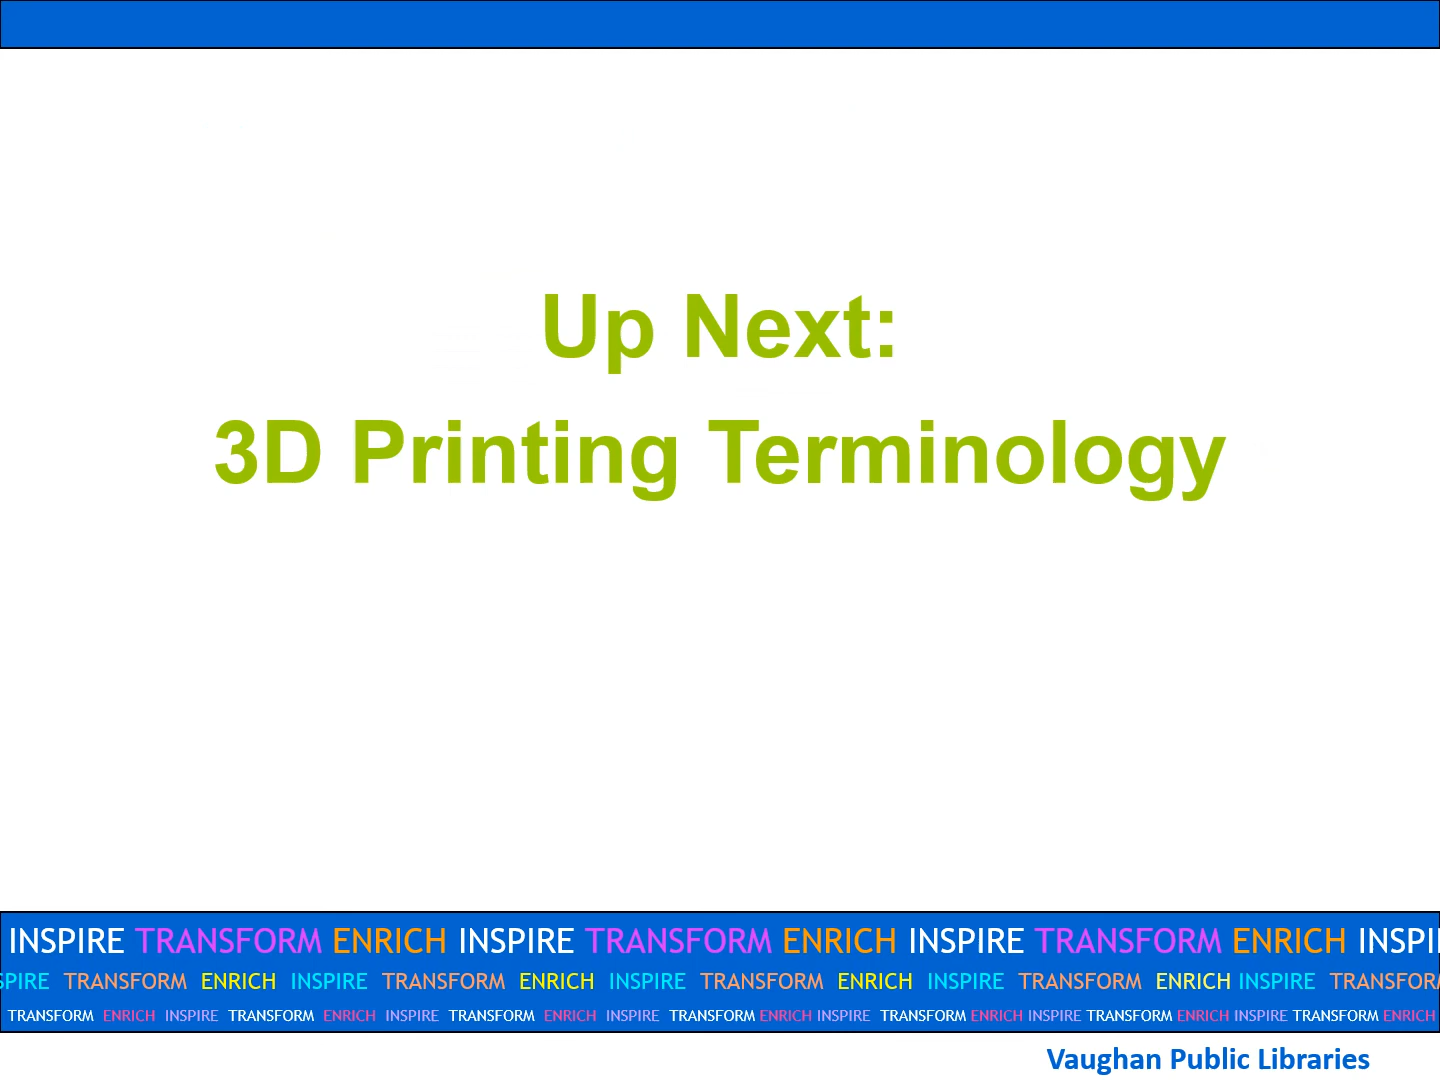 Up Next:
3D Printing Terminology
INSPIRE TRANSFORM ENRICH INSPIRE TRANSFORM ENRICH INSPIRE TRANSFORM ENRICH INSPI
SPIRE TRANSFORM ENRICH INSPIRE TRANSFORM ENRICH INSPIRE TRANSFORM ENRICH INSPIRE TRANSFORM ENRICH INSPIRE TRANSFORM
TRANSFORM ENRICH INSPIRE TRANSFORM ENRICH INSPIRE TRANSFORM ENRICH INSPIRE TRANSFORM ENRICH INSPIRE TRANSFORM ENRICH INSPIRE TRANSFORM ENRICH INSPIRE TRANSFORM ENRICH
Vaughan Public Libraries